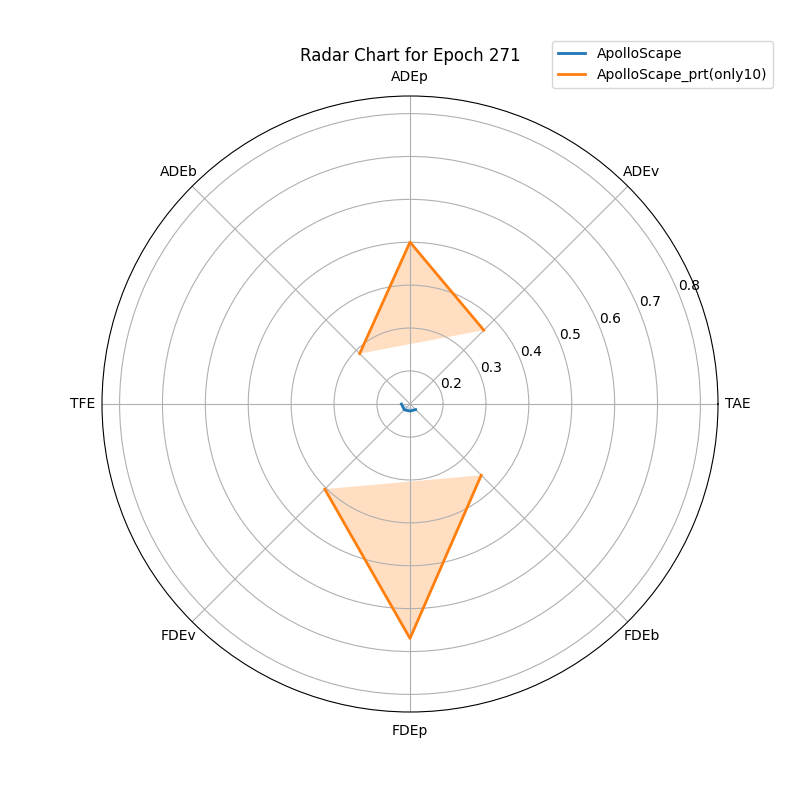 Radar Chart for Epoch 271
ApolloScape
ApolloScape_prt(only10)
ADEp
ADEb
ADEv
0.8
0.7
0.6
0.5
0.4
0.3
0.2
TFE
TAE
FDEv
FDEb
FDEp